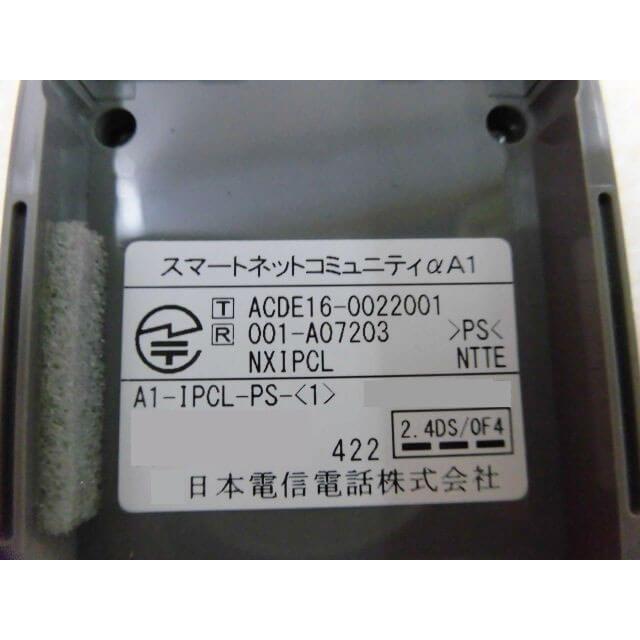 スマートネットコミュニティαA1
T ACDE16-0022001
R 001-A07203 >PS<
NXIPCL NTTE
A1-IPCL-PS-<1>
422 2.4DS/OF4
日本電信電話株式会社